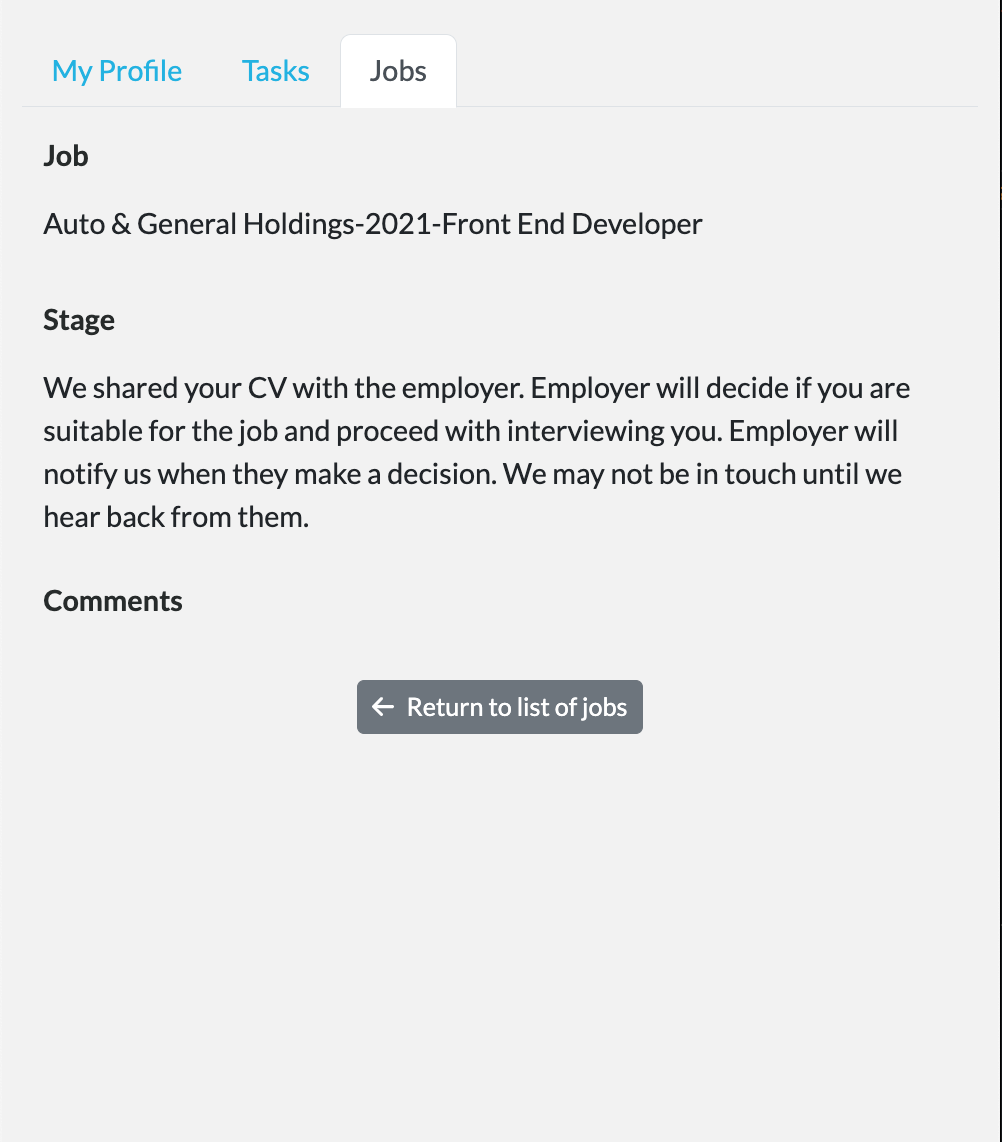 My Profile Tasks Jobs
Job
Auto & General Holdings-2021-Front End Developer
Stage
We shared your CV with the employer. Employer will decide if you are
suitable for the job and proceed with interviewing you. Employer will
notify us when they make a decision. We may not be in touch until we
hear back from them.
Comments
← Return to list of jobs